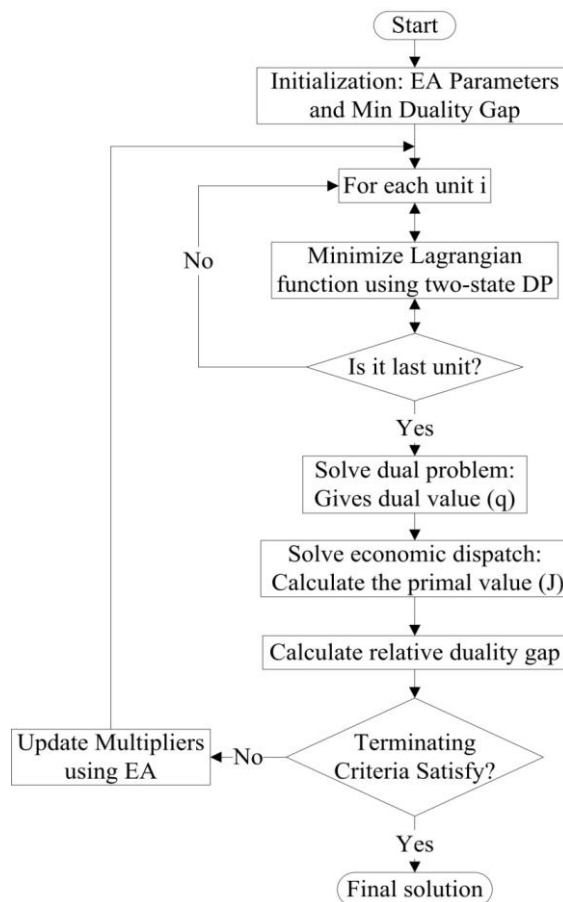 Start
Initialization: EA Parameters
and Min Duality Gap
For each unit i
No
Minimize Lagrangian
function using two-state DP
Is it last unit?
Yes
Solve dual problem:
Gives dual value (q)
Solve economic dispatch:
Calculate the primal value (J)
Calculate relative duality gap
Update Multipliers
using EA
No
Terminating
Criteria Satisfy?
Yes
Final solution